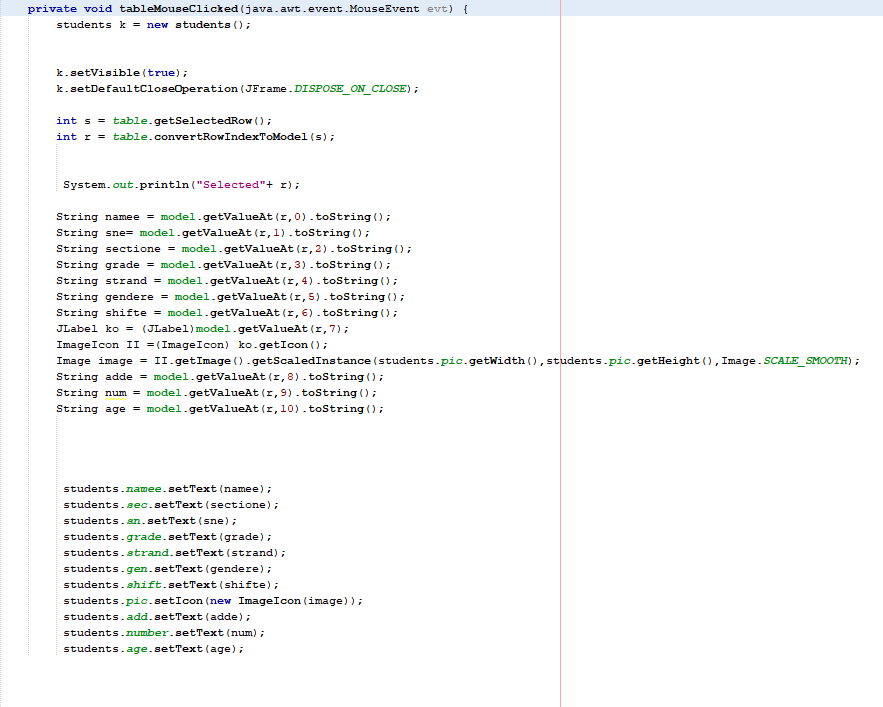 private void tableMouseClicked(java.awt.event.MouseEvent evt) {
students k = new students();
k.setVisible(true);
k.setDefaultCloseOperation(JFrame.DISPOSE_ON_CLOSE);
int s = table.getSelectedRow();
int r = table.convertRowIndexToModel(s);
System.out.println("Selected"+ r);
String namee = model.getValueAt(r,0).toString();
String sne= model.getValueAt(r,1).toString();
String sectione = model.getValueAt(r,2).toString();
String grade = model.getValueAt(r,3).toString();
String strand = model.getValueAt(r,4).toString();
String gendere = model.getValueAt(r,5).toString();
String shifte = model.getValueAt(r,6).toString();
JLabel ko = (JLabel)model.getValueAt(r,7);
ImageIcon II =(ImageIcon) ko.getIcon();
Image image = II.getImage().getScaledInstance(students.pic.getWidth(),students.pic.getHeight(),Image.SCALE_SMOOTH);
String adde = model.getValueAt(r,8).toString();
String num = model.getValueAt(r,9).toString();
String age = model.getValueAt(r,10).toString();
students.namee.setText(namee);
students.sec.setText(sectione);
students.sn.setText(sne);
students.grade.setText(grade);
students.strand.setText(strand);
students.gen.setText(gendere);
students.shift.setText(shifte);
students.pic.setIcon(new ImageIcon(image));
students.add.setText(adde);
students.number.setText(num);
students.age.setText(age);